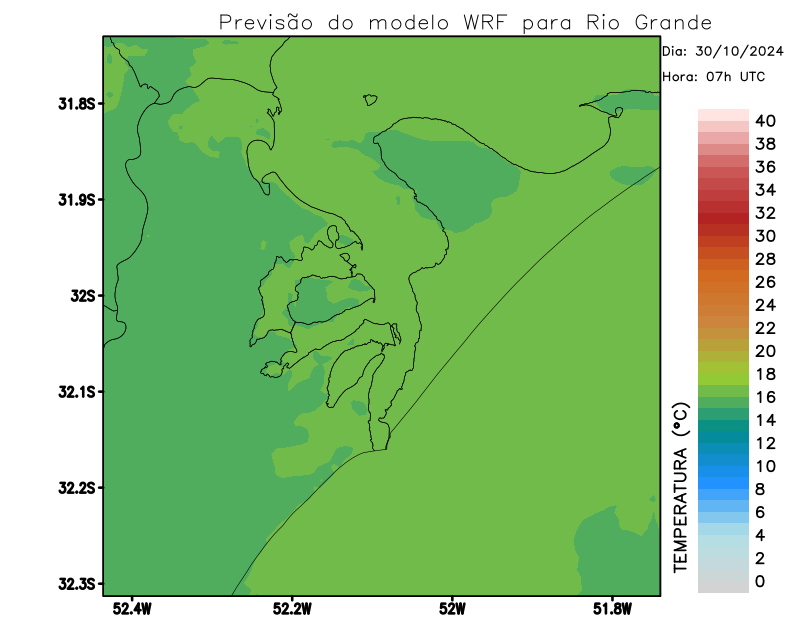 Previsão do modelo WRF para Rio Grande
Dia: 30/10/2024
Hora: 07h UTC
31.8S
31.9S
32S
32.1S
32.2S
32.3S
52.4W
52.2W
52W
51.8W
TEMPERATURA (°C)
40
38
36
34
32
30
28
26
24
22
20
18
16
14
12
10
8
6
4
2
0